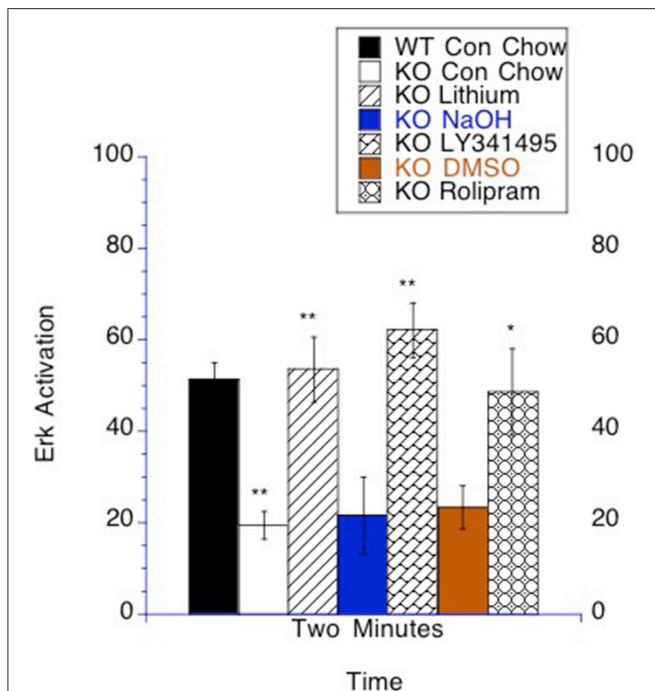 WT Con Chow
KO Con Chow
KO Lithium
KO NaOH
KO LY341495
KO DMSO
KO Rolipram
100 100
80 80
** **
60 * 60
40 40
**
20 20
0 0
Two Minutes
Erk Activation
Time